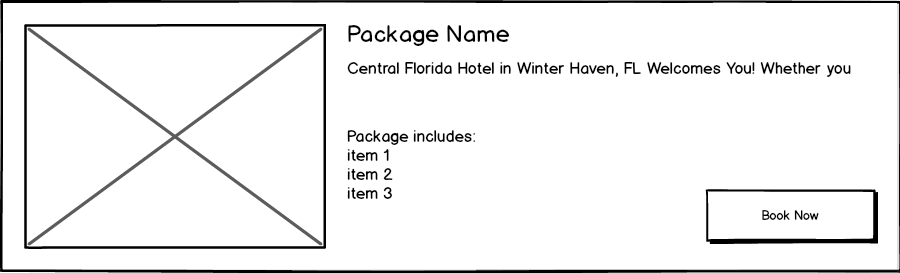 Package Name
Central Florida Hotel in Winter Haven, FL Welcomes You! Whether you
Package includes:
item 1
item 2
item 3
Book Now